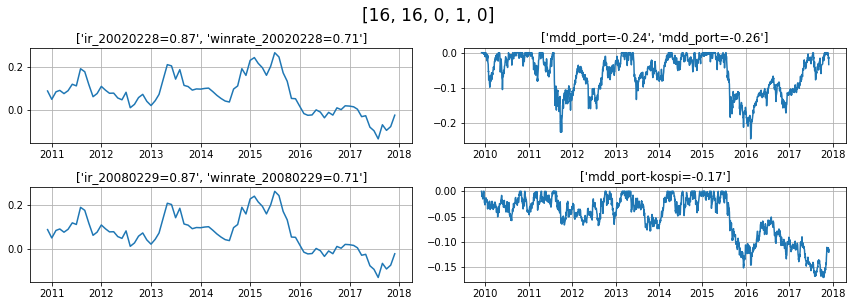 [16, 16, 0, 1, 0]
['ir_20020228=0.87', 'winrate_20020228=0.71']
0.2
0.0
2011 2012 2013 2014 2015 2016 2017 2018
['mdd_port=-0.24', 'mdd_port=-0.26']
0.0
−0.1
−0.2
2010 2011 2012 2013 2014 2015 2016 2017 2018
['ir_20080229=0.87', 'winrate_20080229=0.71']
0.2
0.0
2011 2012 2013 2014 2015 2016 2017 2018
['mdd_port-kospi=-0.17']
0.00
−0.05
−0.10
−0.15
2010 2011 2012 2013 2014 2015 2016 2017 2018